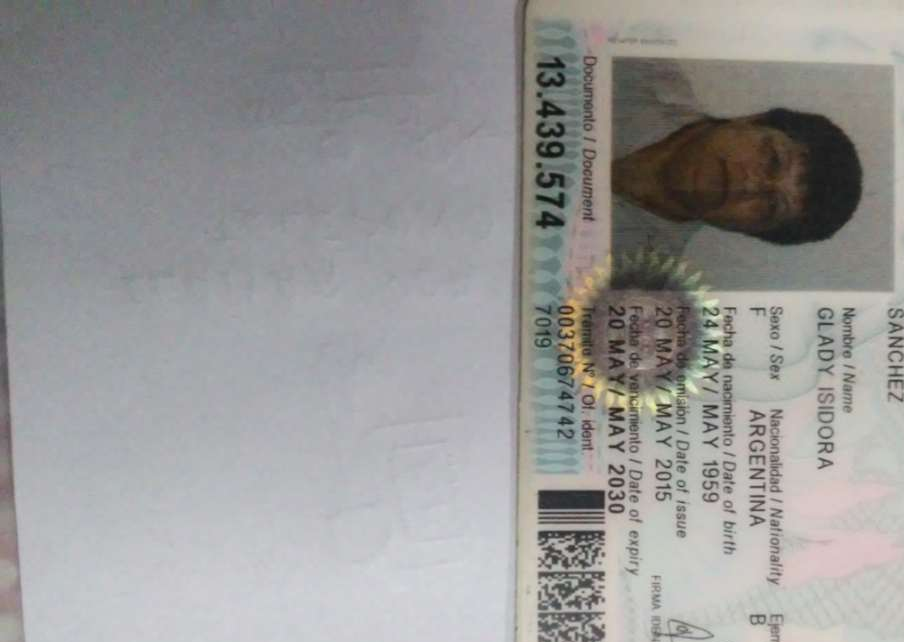 SANCHEZ
Nombre / Name
GLADY ISIDORA
Sexo / Sex Nacionalidad / Nationality Ejem
F ARGENTINA B
Fecha de nacimiento / Date of birth
24 MAY/ MAY 1959
Fecha de emisión / Date of issue
20 MAY/ MAY 2015
Fecha de vencimiento / Date of expiry
20 MAY/ MAY 2030
FIRMA IDEN
Trámite Nº / Of. ident.
00370674742
7019
Documento / Document
13.439.574